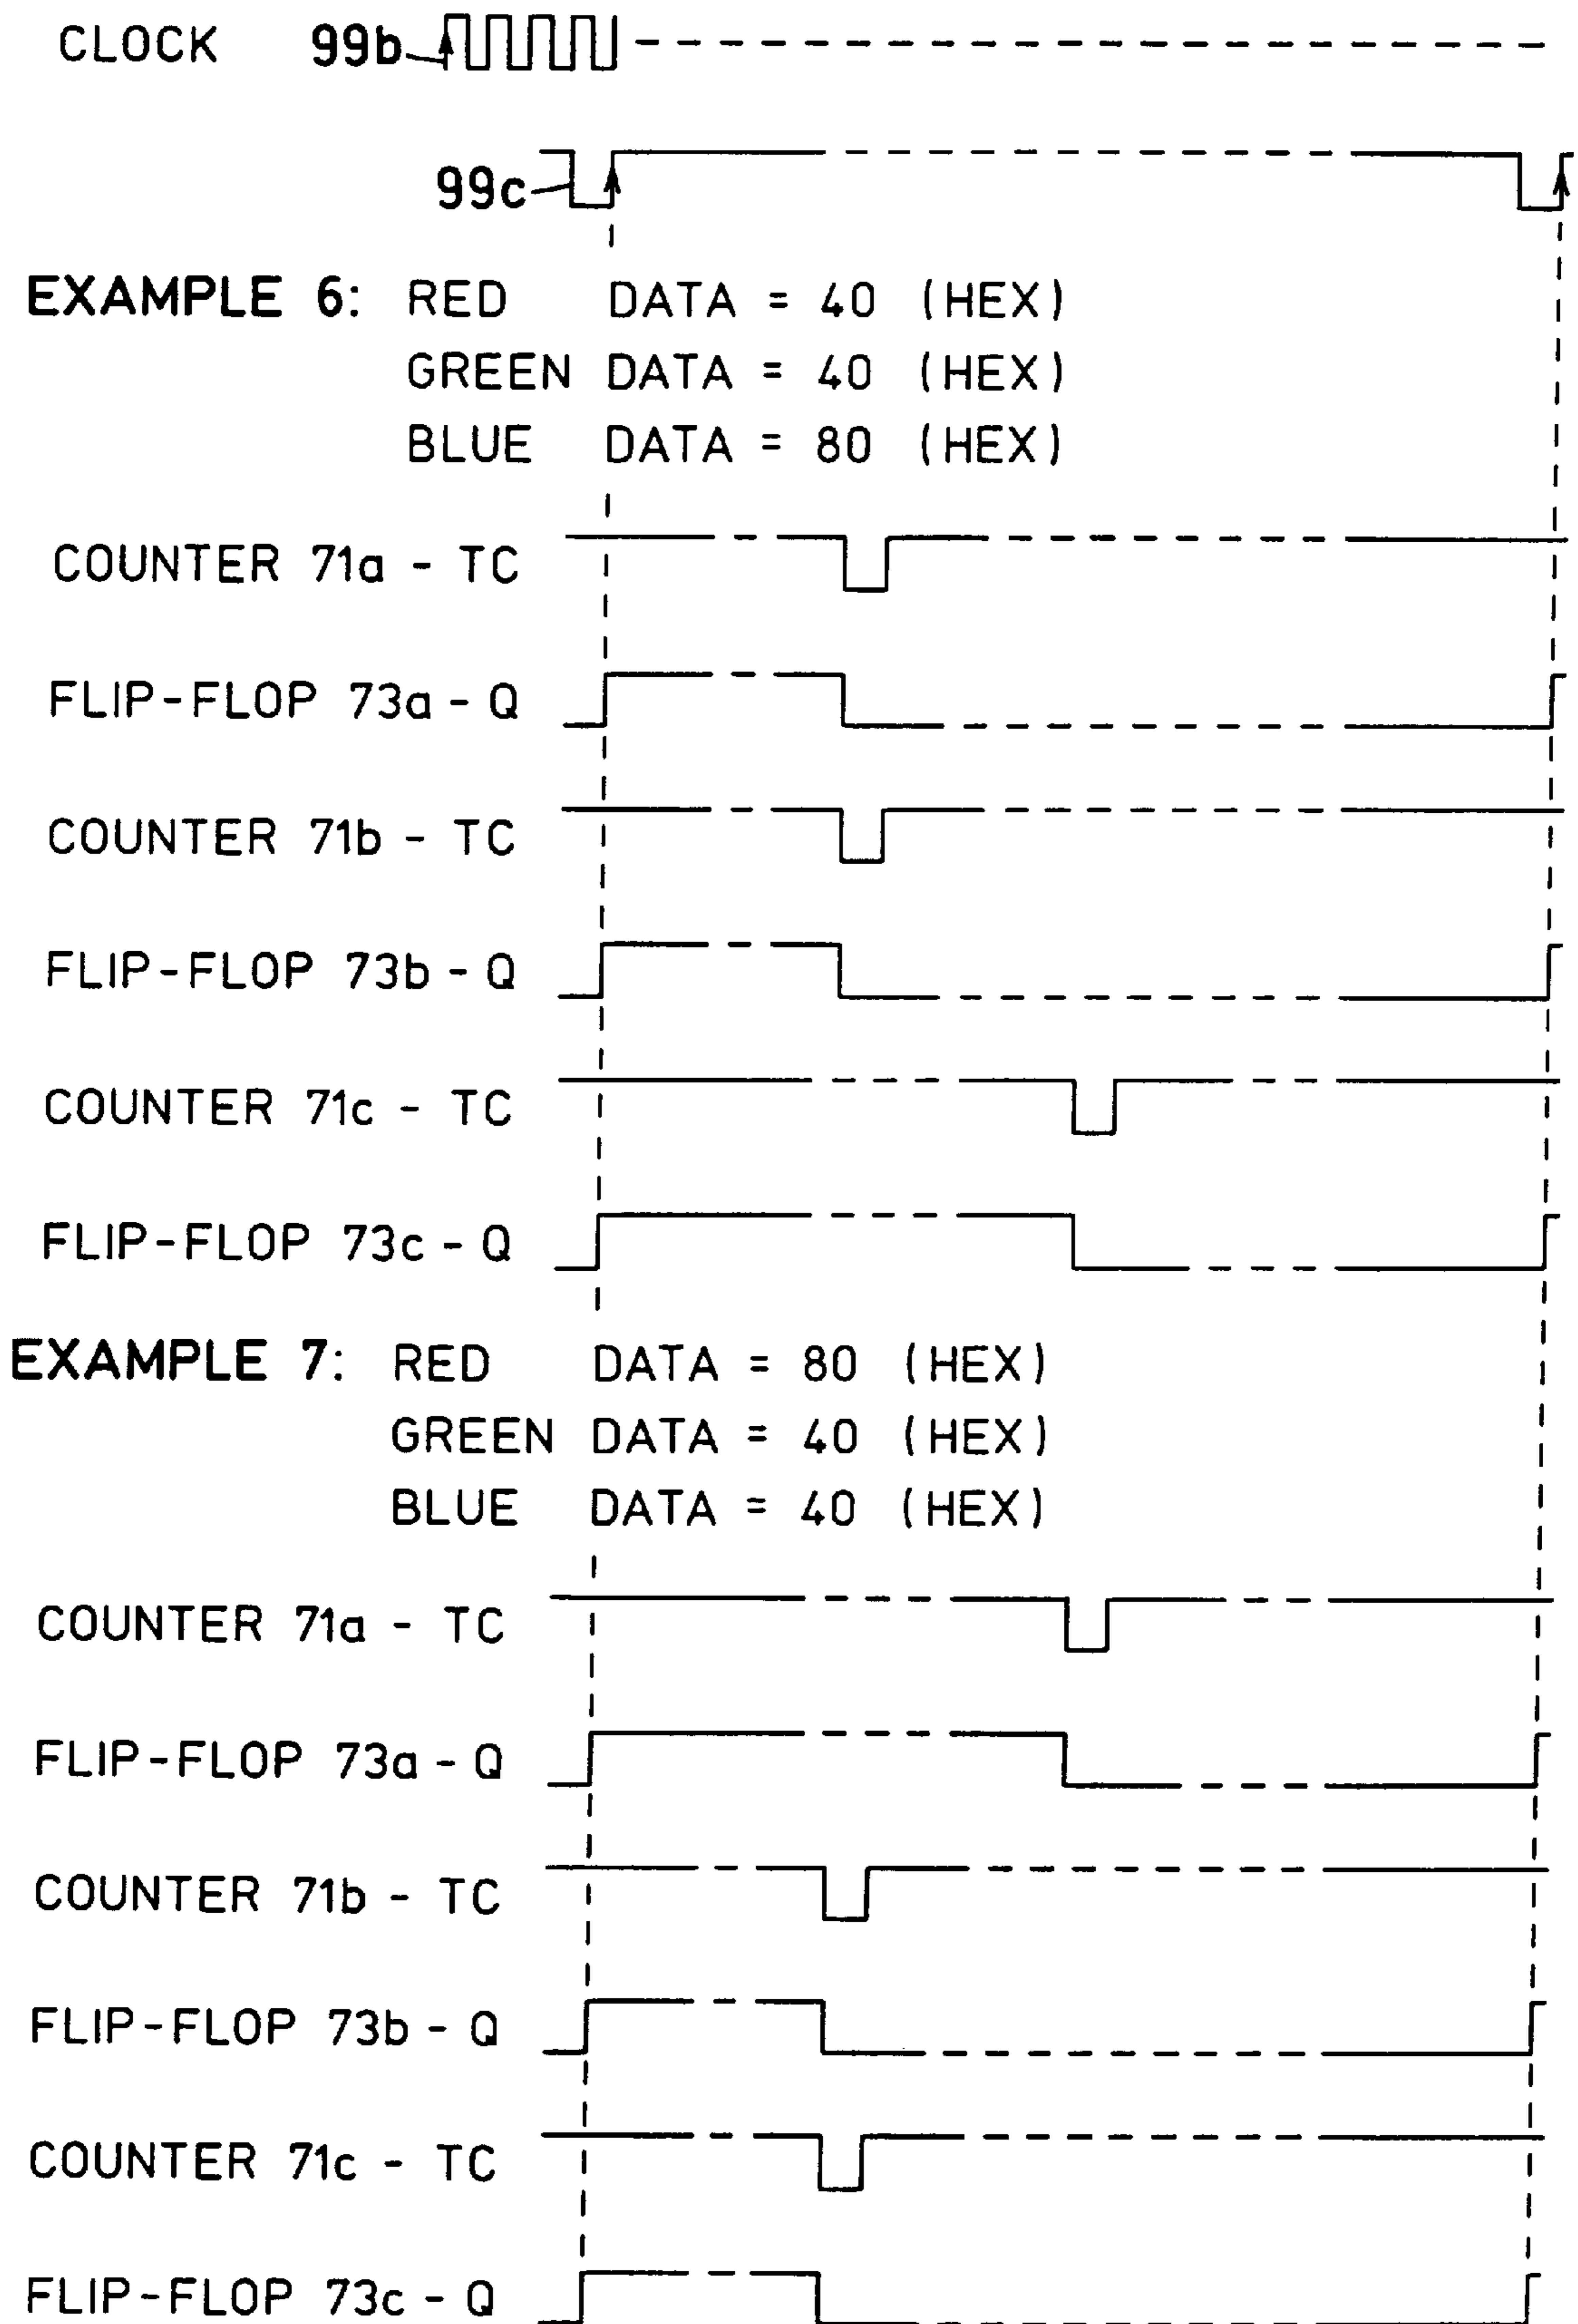 CLOCK 99b
99c
EXAMPLE 6: RED DATA = 40 (HEX)
GREEN DATA = 40 (HEX)
BLUE DATA = 80 (HEX)
COUNTER 71a - TC
FLIP-FLOP 73a - Q
COUNTER 71b - TC
FLIP-FLOP 73b - Q
COUNTER 71c - TC
FLIP-FLOP 73c - Q
EXAMPLE 7: RED DATA = 80 (HEX)
GREEN DATA = 40 (HEX)
BLUE DATA = 40 (HEX)
COUNTER 71a - TC
FLIP-FLOP 73a - Q
COUNTER 71b - TC
FLIP-FLOP 73b - Q
COUNTER 71c - TC
FLIP-FLOP 73c - Q